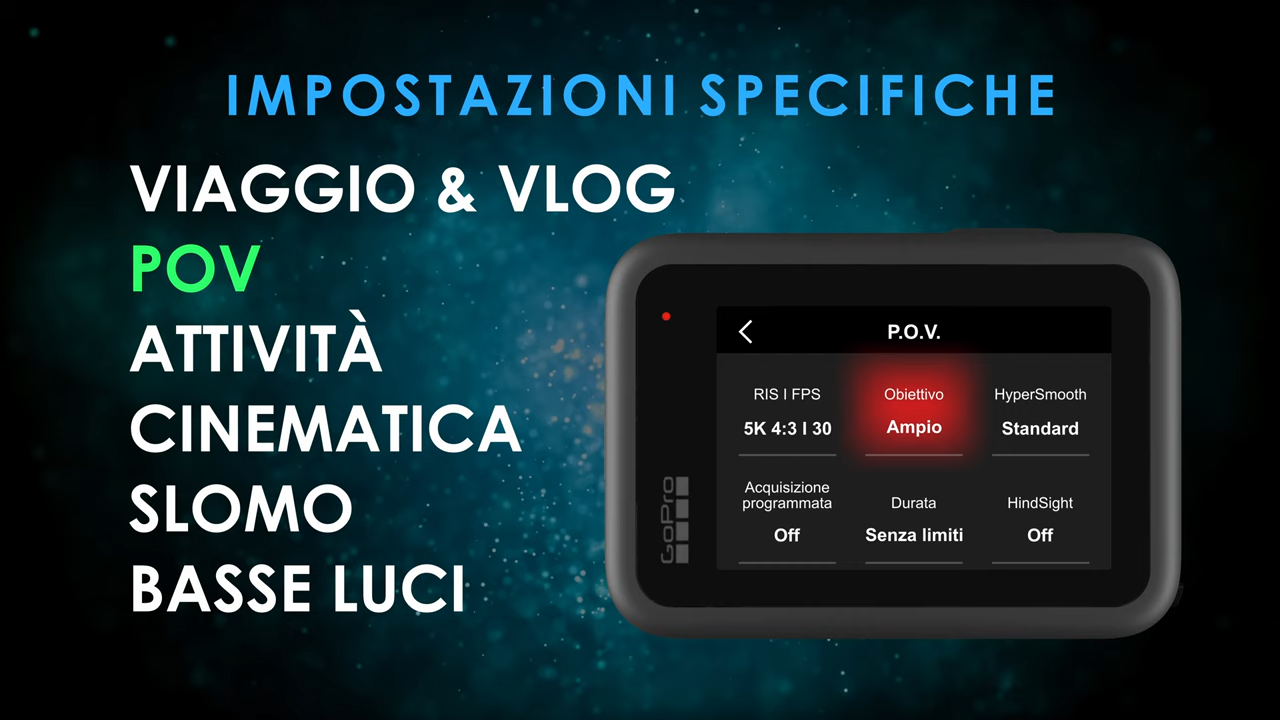 IMPOSTAZIONI SPECIFICHE
VIAGGIO & VLOG
POV
ATTIVITÀ
CINEMATICA
SLOMO
BASSE LUCI
P.O.V.
RIS I FPS
5K 4:3 I 30
Obiettivo
Ampio
HyperSmooth
Standard
Acquisizione
programmata
Off
Durata
Senza limiti
HindSight
Off
GoPro